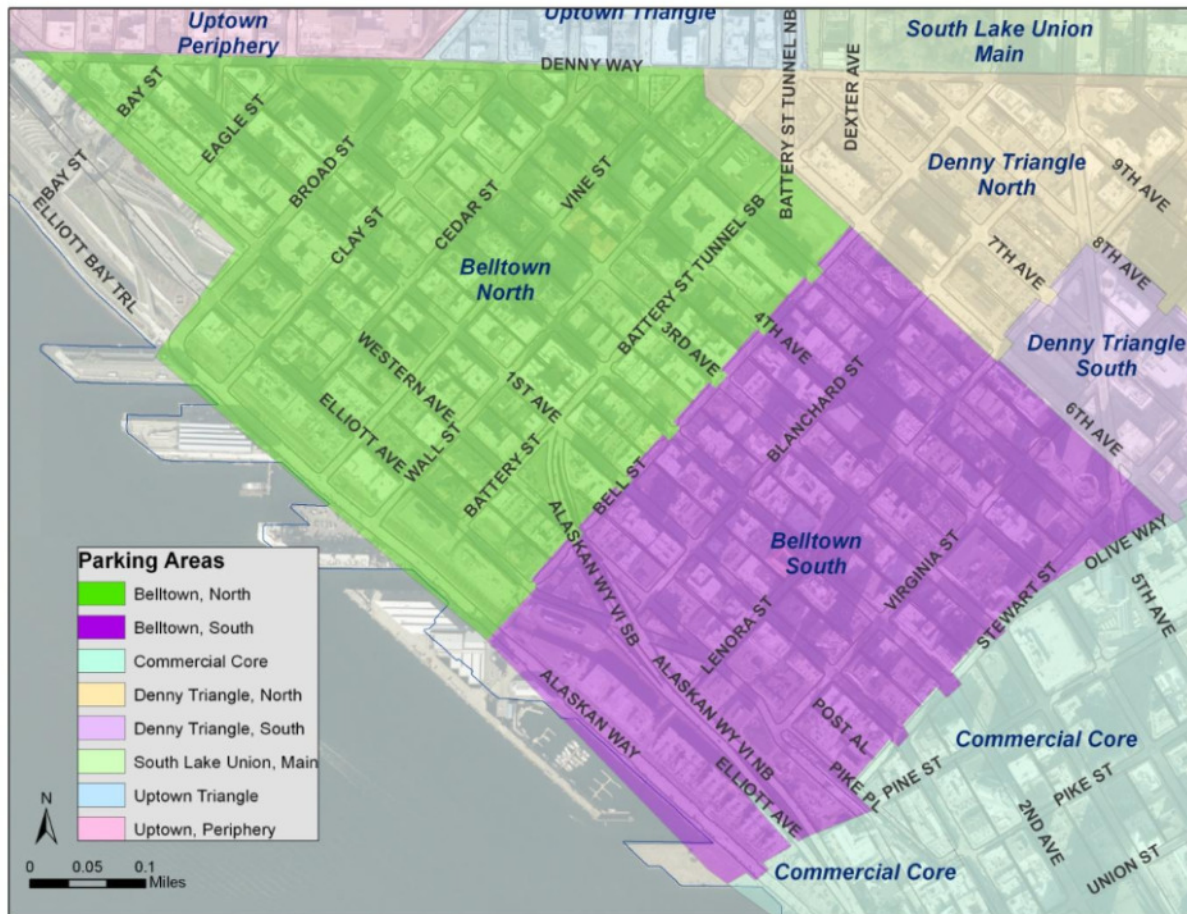 Uptown
Periphery
Uptown Triangle
South Lake Union
Main
DENNY WAY
BATTERY ST TUNNEL NB
DEXTER AVE
BAY ST
EAGLE ST
BROAD ST
CLAY ST
CEDAR ST
VINE ST
BAY ST
ELLIOTT BAY TRL
Denny Triangle
North
9TH AVE
8TH AVE
7TH AVE
Belltown
North
BATTERY ST TUNNEL SB
3RD AVE
4TH AVE
WESTERN AVE
1ST AVE
ELLIOTT AVE
WALL ST
BATTERY ST
BELL ST
BLANCHARD ST
Denny Triangle
South
6TH AVE
ALASKAN WY VI SB
Belltown
South
VIRGINIA ST
LENORA ST
STEWART ST
OLIVE WAY
5TH AVE
ALASKAN WAY
ALASKAN WY VI NB
ELLIOTT AVE
POST AL
PIKE PL
PINE ST
Commercial Core
PIKE ST
2ND AVE
UNION ST
Commercial Core
Parking Areas
Belltown, North
Belltown, South
Commercial Core
Denny Triangle, North
Denny Triangle, South
South Lake Union, Main
Uptown Triangle
Uptown, Periphery
N
0 0.05 0.1
Miles